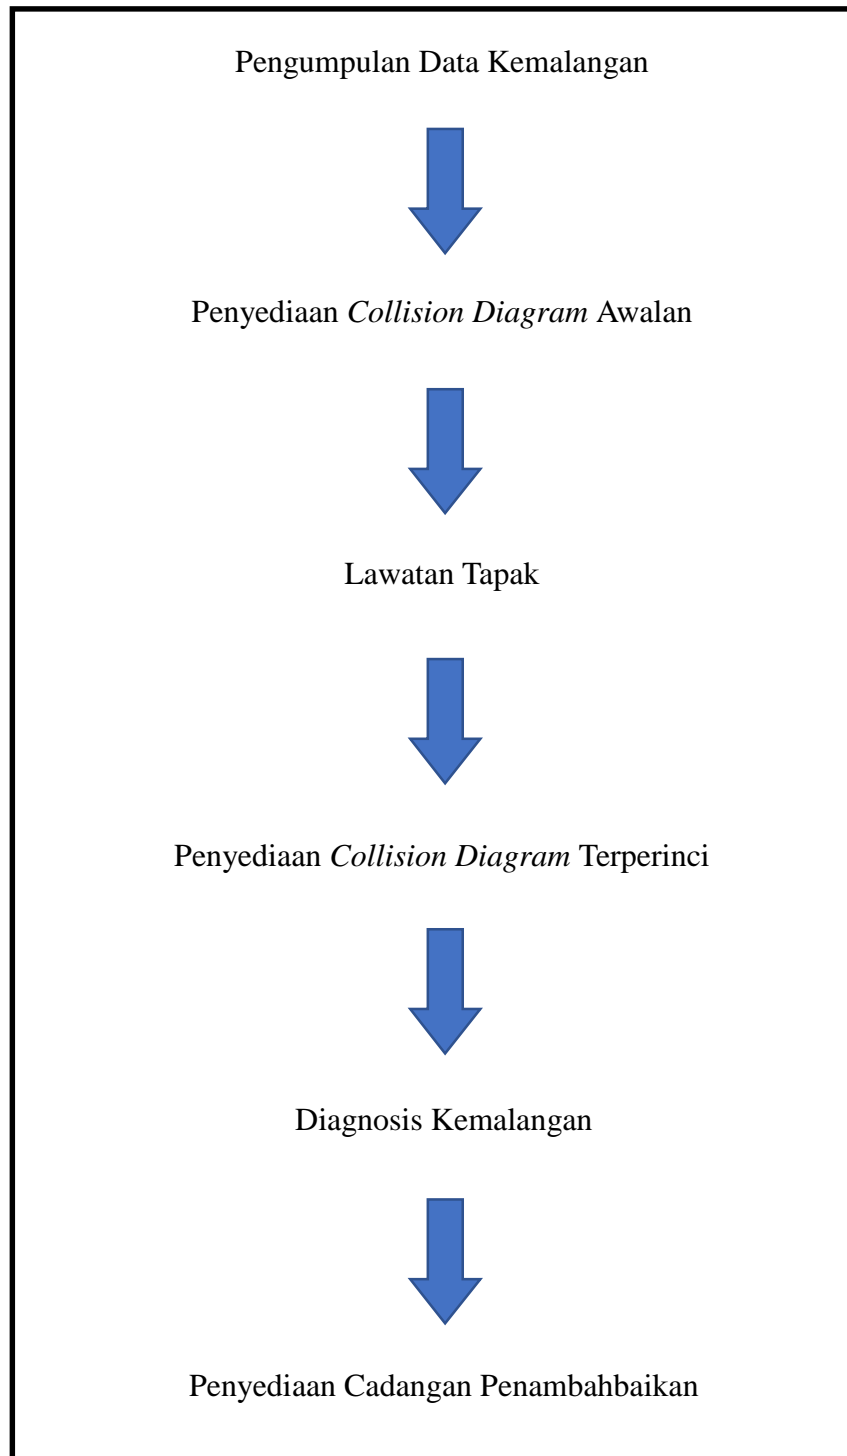 Pengumpulan Data Kemalangan
Penyediaan Collision Diagram Awalan
Lawatan Tapak
Penyediaan Collision Diagram Terperinci
Diagnosis Kemalangan
Penyediaan Cadangan Penambahbaikan